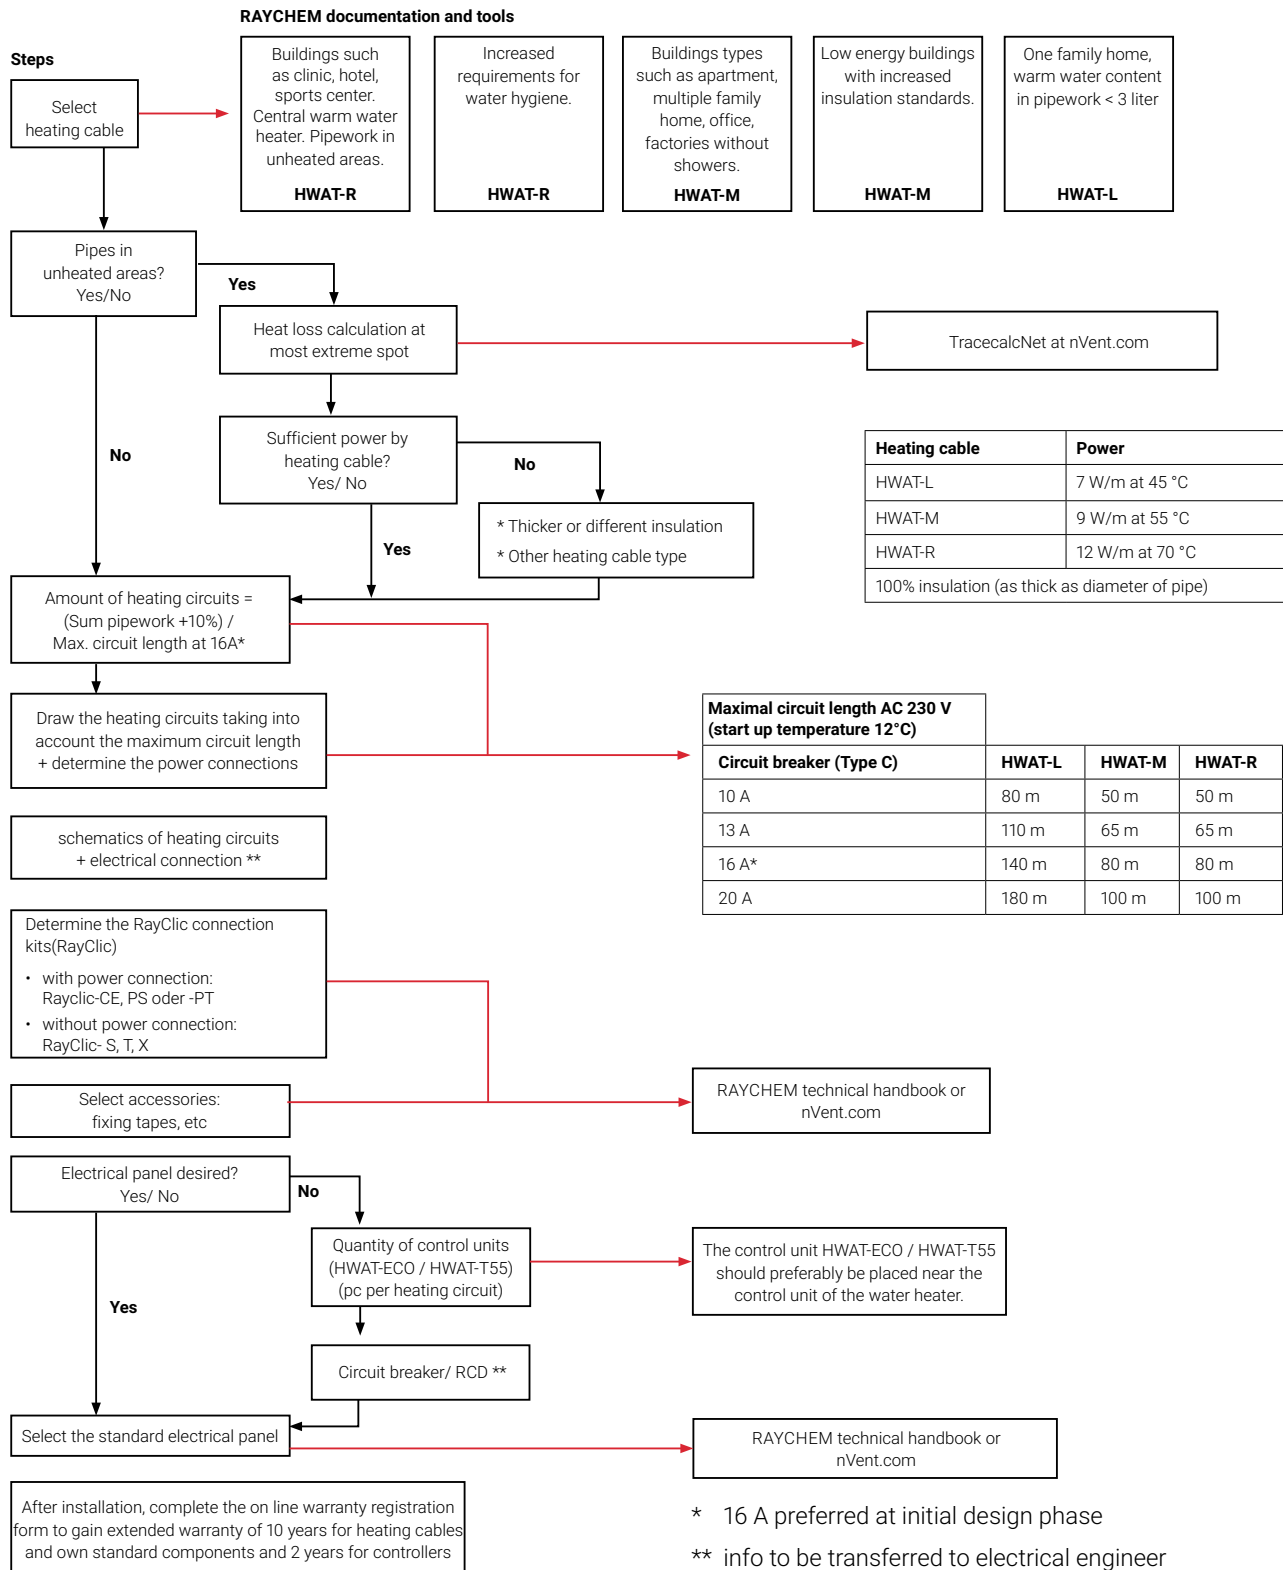 RAYCHEM documentation and tools
Steps
Select
heating cable
Buildings such
as clinic, hotel,
sports center.
Central warm water
heater. Pipework in
unheated areas.
HWAT-R
Increased
requirements for
water hygiene.
HWAT-R
Buildings types
such as apartment,
multiple family
home, office,
factories without
showers.
HWAT-M
Low energy buildings
with increased
insulation standards.
HWAT-M
One family home,
warm water content
in pipework < 3 liter
HWAT-L
Pipes in
unheated areas?
Yes/No
Yes
Heat loss calculation at
most extreme spot
TracecalcNet at nVent.com
No
Sufficient power by
heating cable?
Yes/ No
No
Yes
* Thicker or different insulation
* Other heating cable type
Heating cable Power
HWAT-L 7 W/m at 45 °C
HWAT-M 9 W/m at 55 °C
HWAT-R 12 W/m at 70 °C
100% insulation (as thick as diameter of pipe)
Amount of heating circuits =
(Sum pipework +10%) /
Max. circuit length at 16A*
Draw the heating circuits taking into
account the maximum circuit length
+ determine the power connections
Maximal circuit length AC 230 V
(start up temperature 12°C)
Circuit breaker (Type C) HWAT-L HWAT-M HWAT-R
10 A 80 m 50 m 50 m
13 A 110 m 65 m 65 m
16 A* 140 m 80 m 80 m
20 A 180 m 100 m 100 m
schematics of heating circuits
+ electrical connection **
Determine the RayClic connection
kits(RayClic)
• with power connection:
Rayclic-CE, PS oder -PT
• without power connection:
RayClic- S, T, X
Select accessories:
fixing tapes, etc
RAYCHEM technical handbook or
nVent.com
Electrical panel desired?
Yes/ No
No
Yes
Quantity of control units
(HWAT-ECO / HWAT-T55)
(pc per heating circuit)
The control unit HWAT-ECO / HWAT-T55
should preferably be placed near the
control unit of the water heater.
Circuit breaker/ RCD **
Select the standard electrical panel
RAYCHEM technical handbook or
nVent.com
After installation, complete the on line warranty registration
form to gain extended warranty of 10 years for heating cables
and own standard components and 2 years for controllers
* 16 A preferred at initial design phase
** info to be transferred to electrical engineer